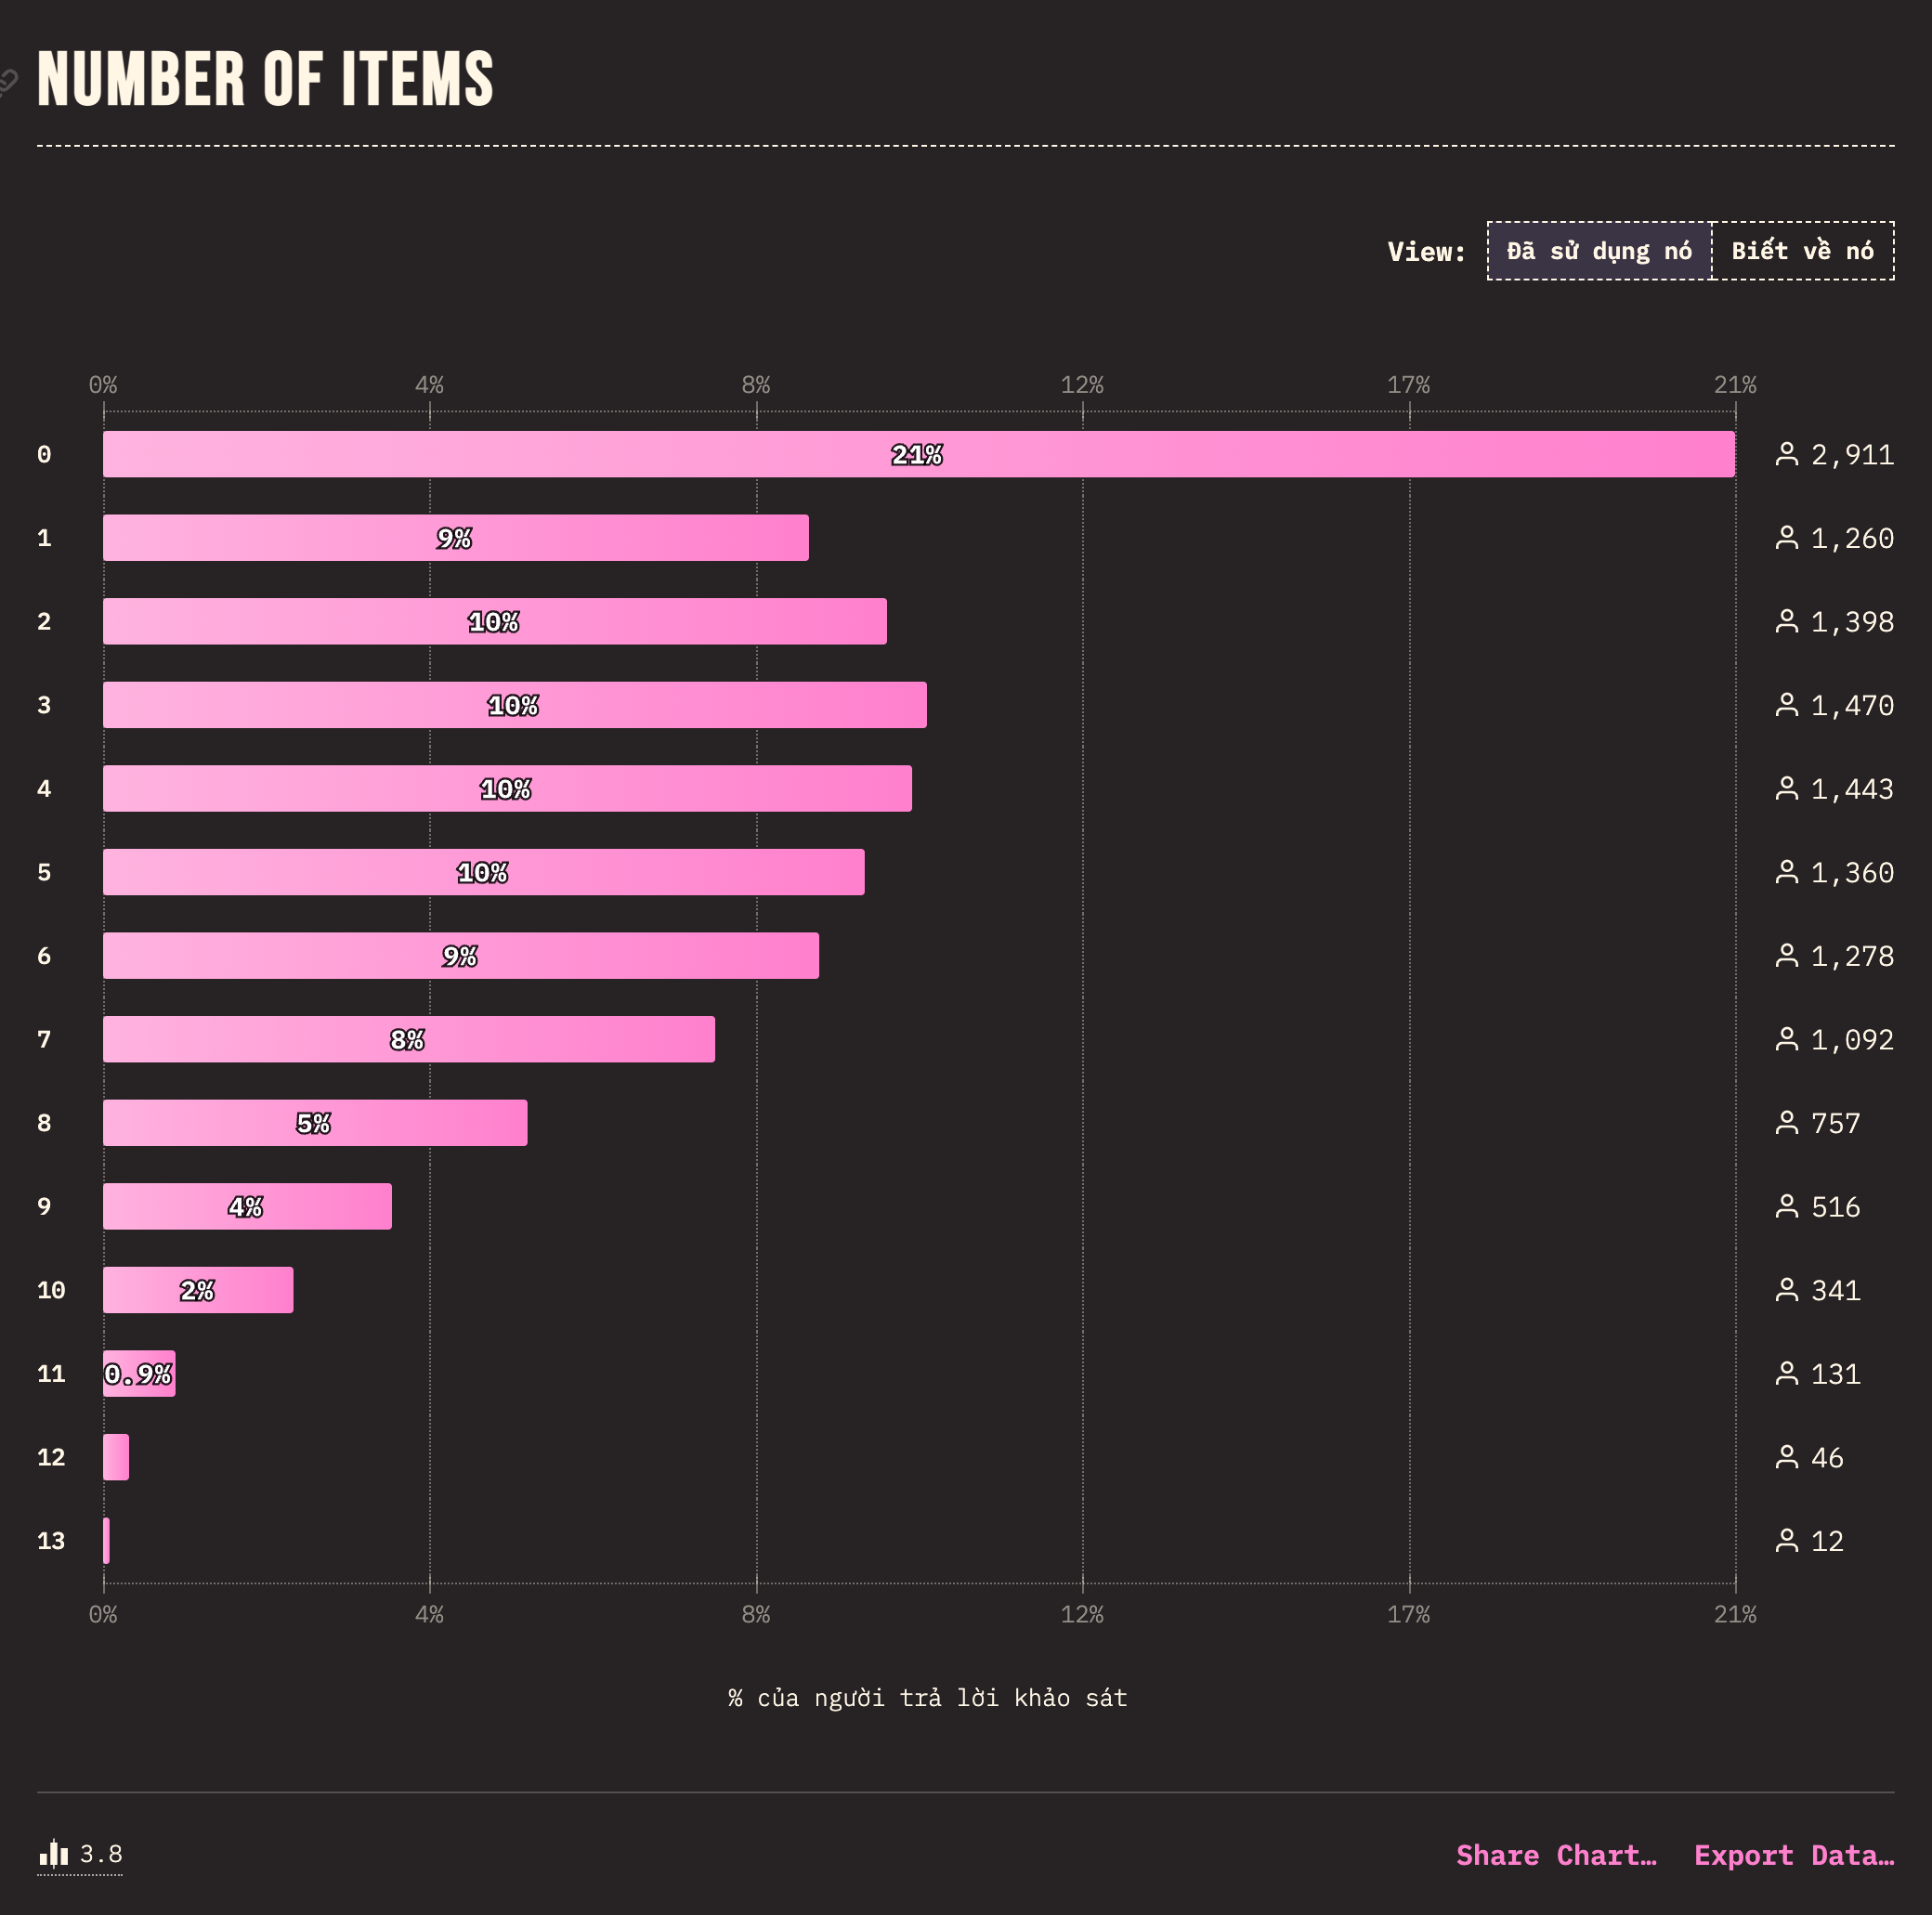 NUMBER OF ITEMS
View: Đã sử dụng nó Biết về nó
0% 4% 8% 12% 17% 21%
0 21% 2,911
1 9% 1,260
2 10% 1,398
3 10% 1,470
4 10% 1,443
5 10% 1,360
6 9% 1,278
7 8% 1,092
8 5% 757
9 4% 516
10 2% 341
11 0.9% 131
12 46
13 12
0% 4% 8% 12% 17% 21%
% của người trả lời khảo sát
3.8 Share Chart… Export Data…